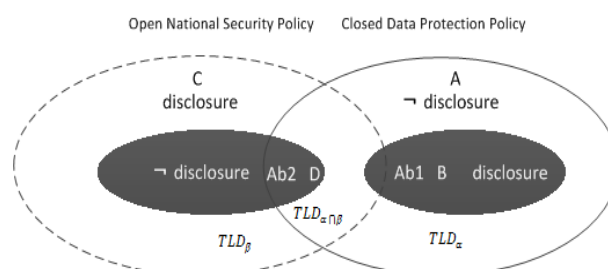 Open National Security Policy Closed Data Protection Policy
C
disclosure
A
¬ disclosure
¬ disclosure Ab2 D
Ab1 B disclosure
TLD_α∩β
TLD_β
TLD_α